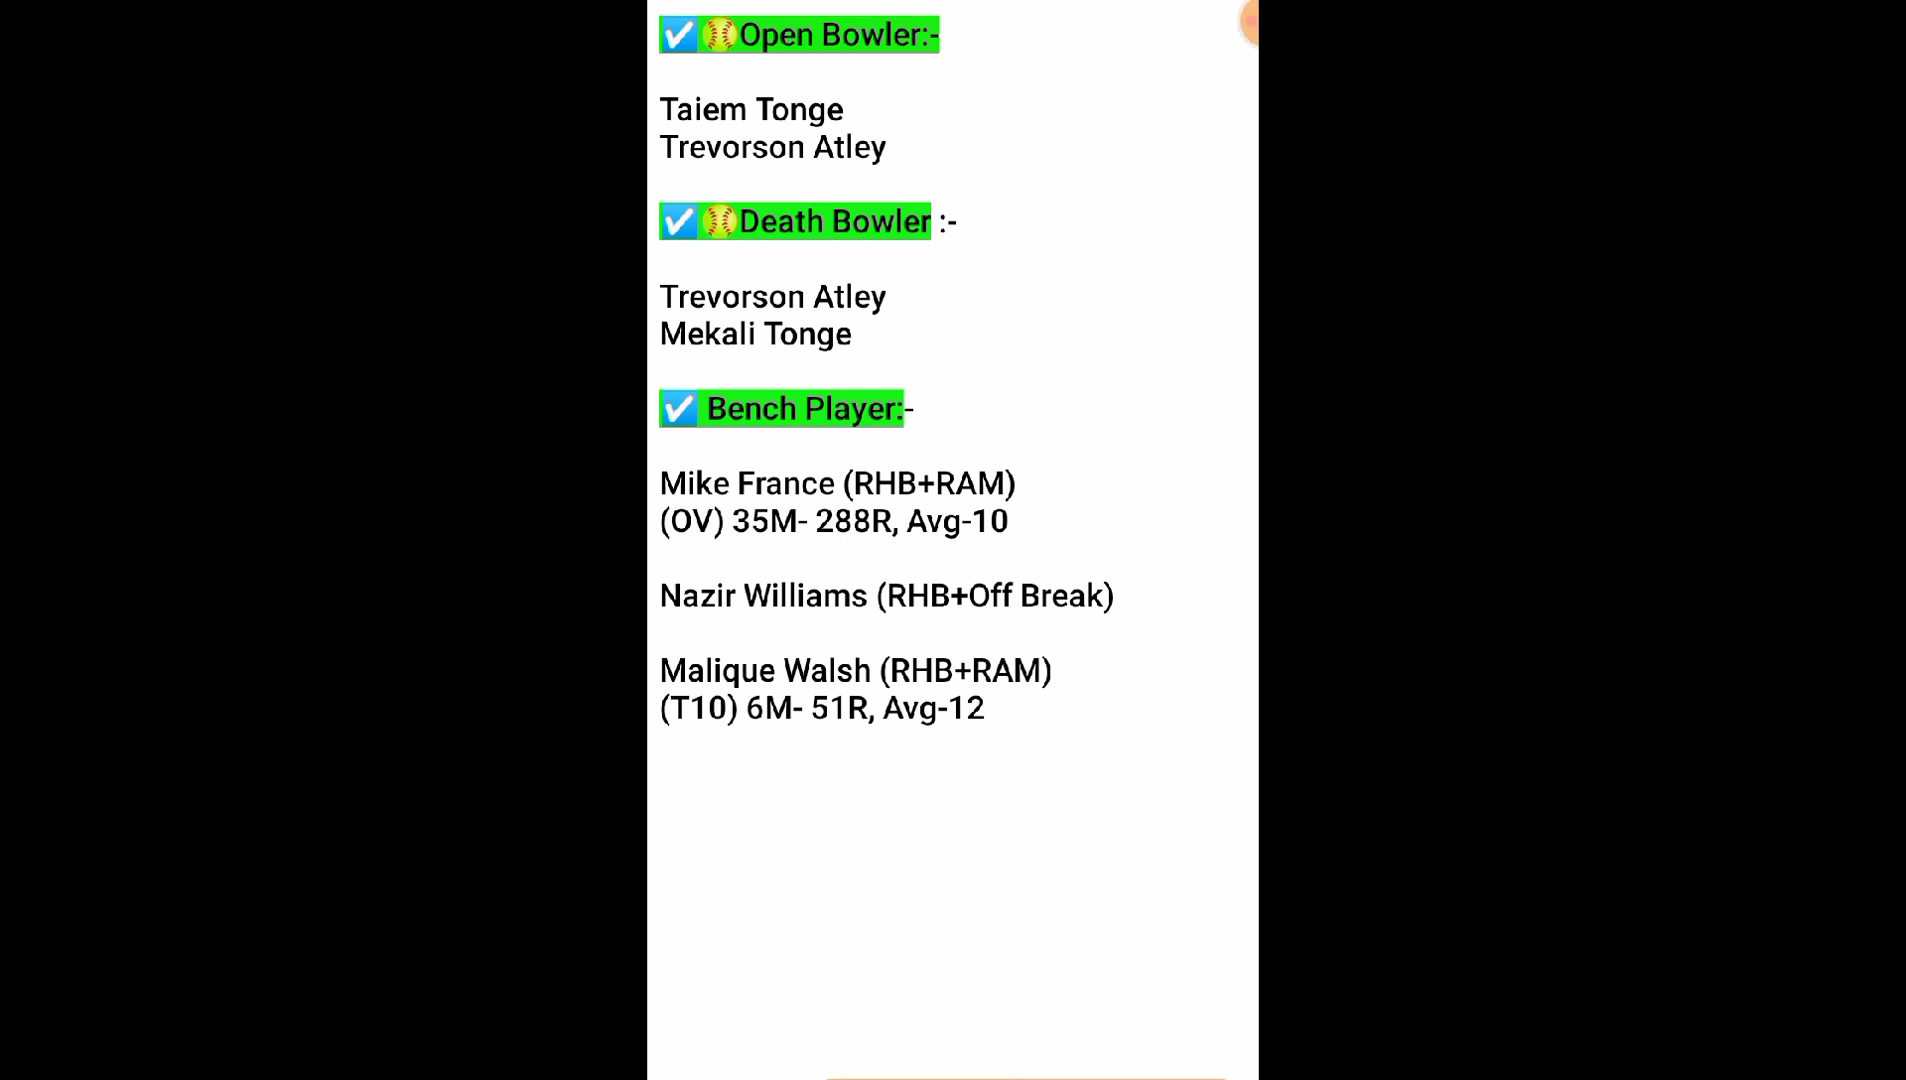 ✅🥎Open Bowler:-
Taiem Tonge
Trevorson Atley
✅🥎Death Bowler :-
Trevorson Atley
Mekali Tonge
✅ Bench Player:-
Mike France (RHB+RAM)
(OV) 35M- 288R, Avg-10
Nazir Williams (RHB+Off Break)
Malique Walsh (RHB+RAM)
(T10) 6M- 51R, Avg-12